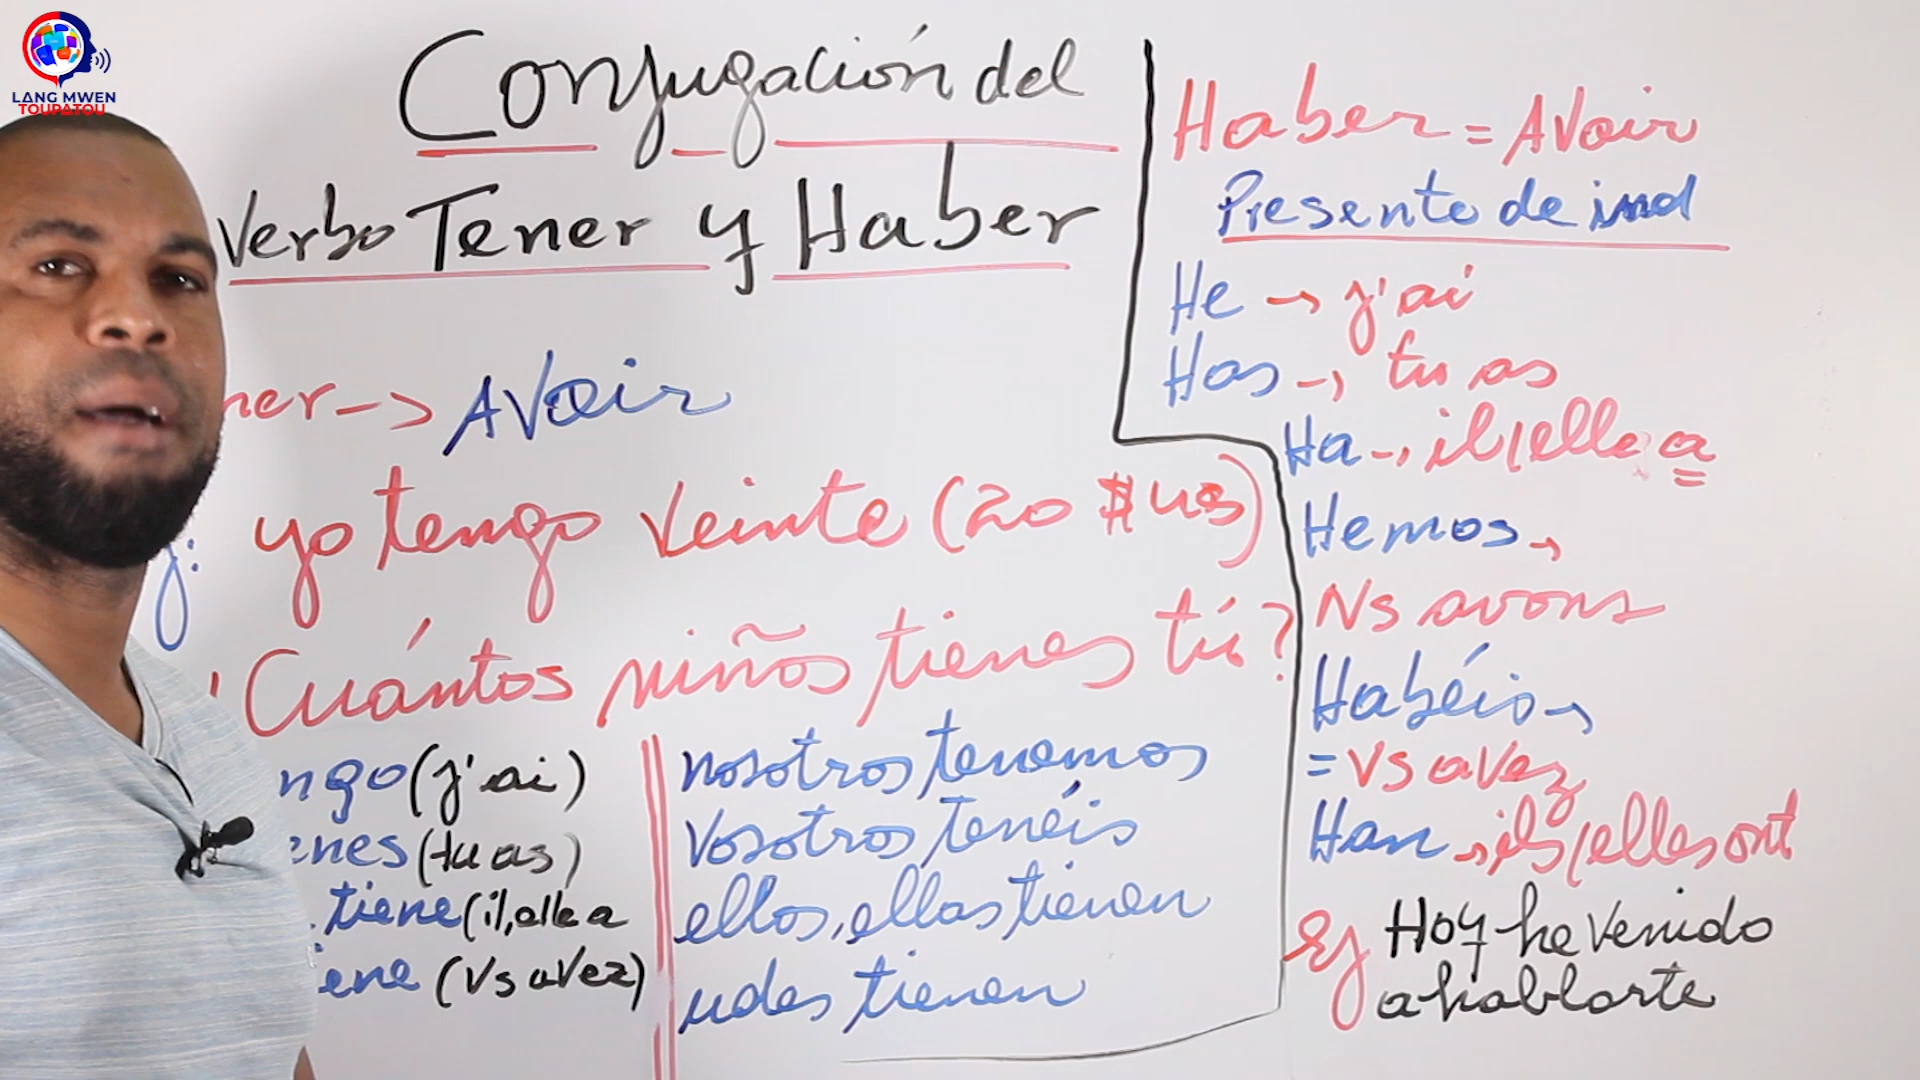 LANG MWEN
TOUPATOU
Conjugación del
Verbo Tener y Haber
ner -> Avoir
j: yo tengo veinte (20 $ us)
¿Cuántos niños tienes tú?
ngo (j'ai)
enes (tu as)
. tiene (il, elle a
iene (Vs avez)
nosotros tenemos
Vosotros tenéis
ellos, ellas tienen
udes tienen
Haber = Avoir
Presente de ind
He -> j'ai
Has -> tu as
Ha -> il/elle a
Hemos ->
Ns avons
Habéis ->
= Vs avez
Han -> ils/elles ont
Ej Hoy he venido
a hablarte